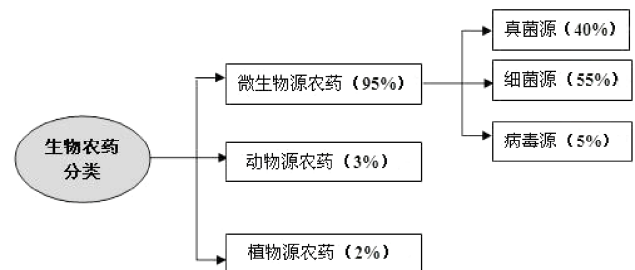 生物农药
分类
微生物源农药（95%）
动物源农药（3%）
植物源农药（2%）
真菌源（40%）
细菌源（55%）
病毒源（5%）